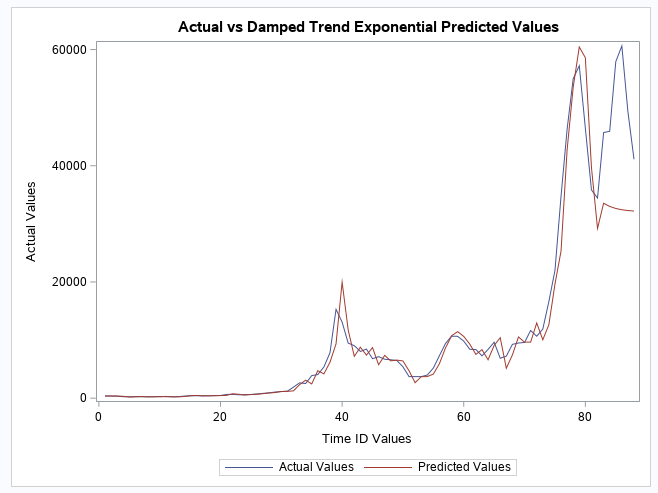 Actual vs Damped Trend Exponential Predicted Values
60000
40000
20000
0
Actual Values
0 20 40 60 80
Time ID Values
Actual Values Predicted Values